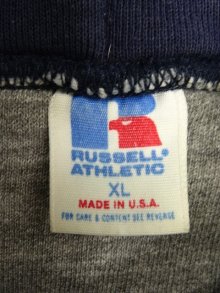 RUSSELL®
ATHLETIC
XL
MADE IN U.S.A.
FOR CARE & CONTENT SEE REVERSE